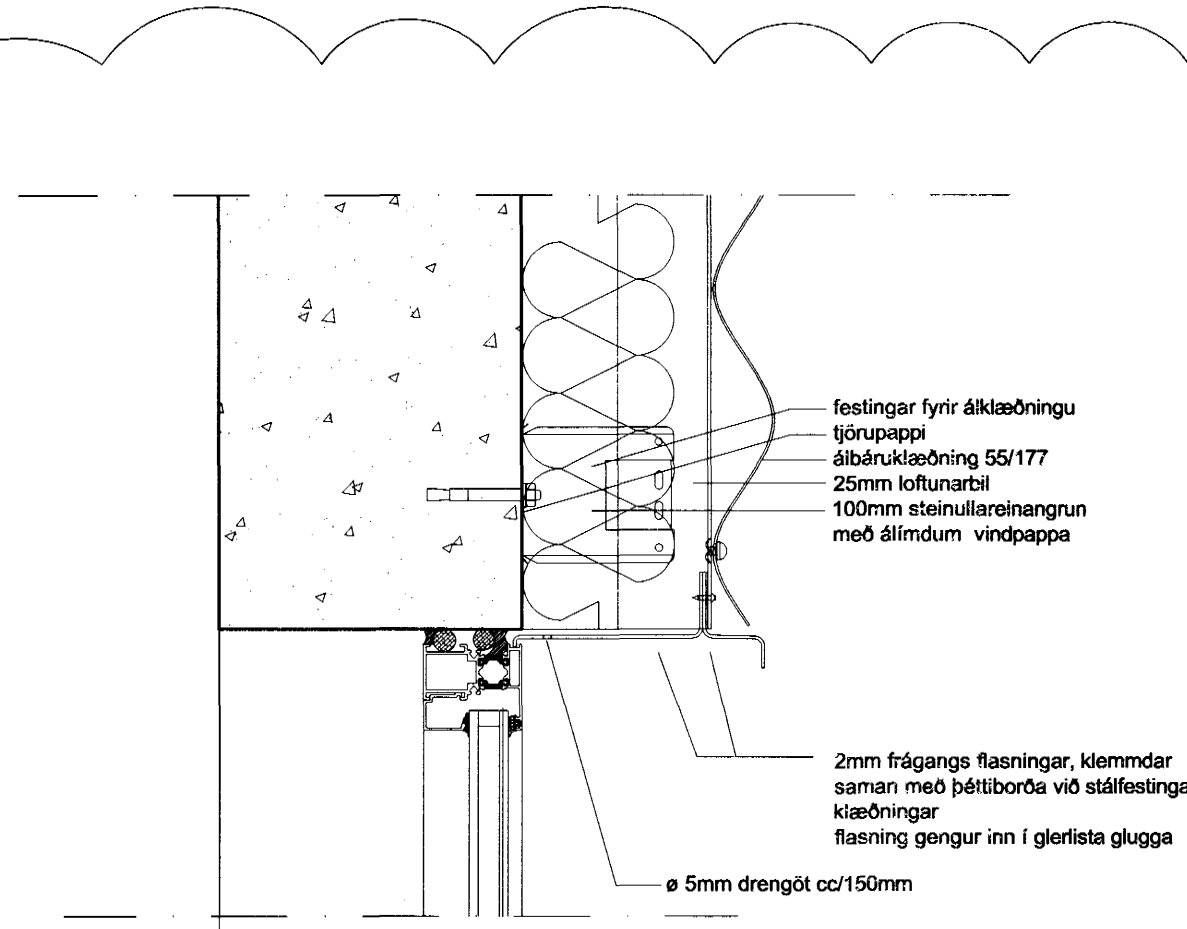 festingar fyrir álklæðningu
tjörupappi
álbáruklæðning 55/177
25mm loftunarbil
100mm steinullareinangrun
með álímdum vindpappa
2mm frágangs flasningar, klemmdar
saman með þéttiborða við stálfestinga
klæðningar
flasning gengur inn í glerlista glugga
ø 5mm drengöt cc/150mm